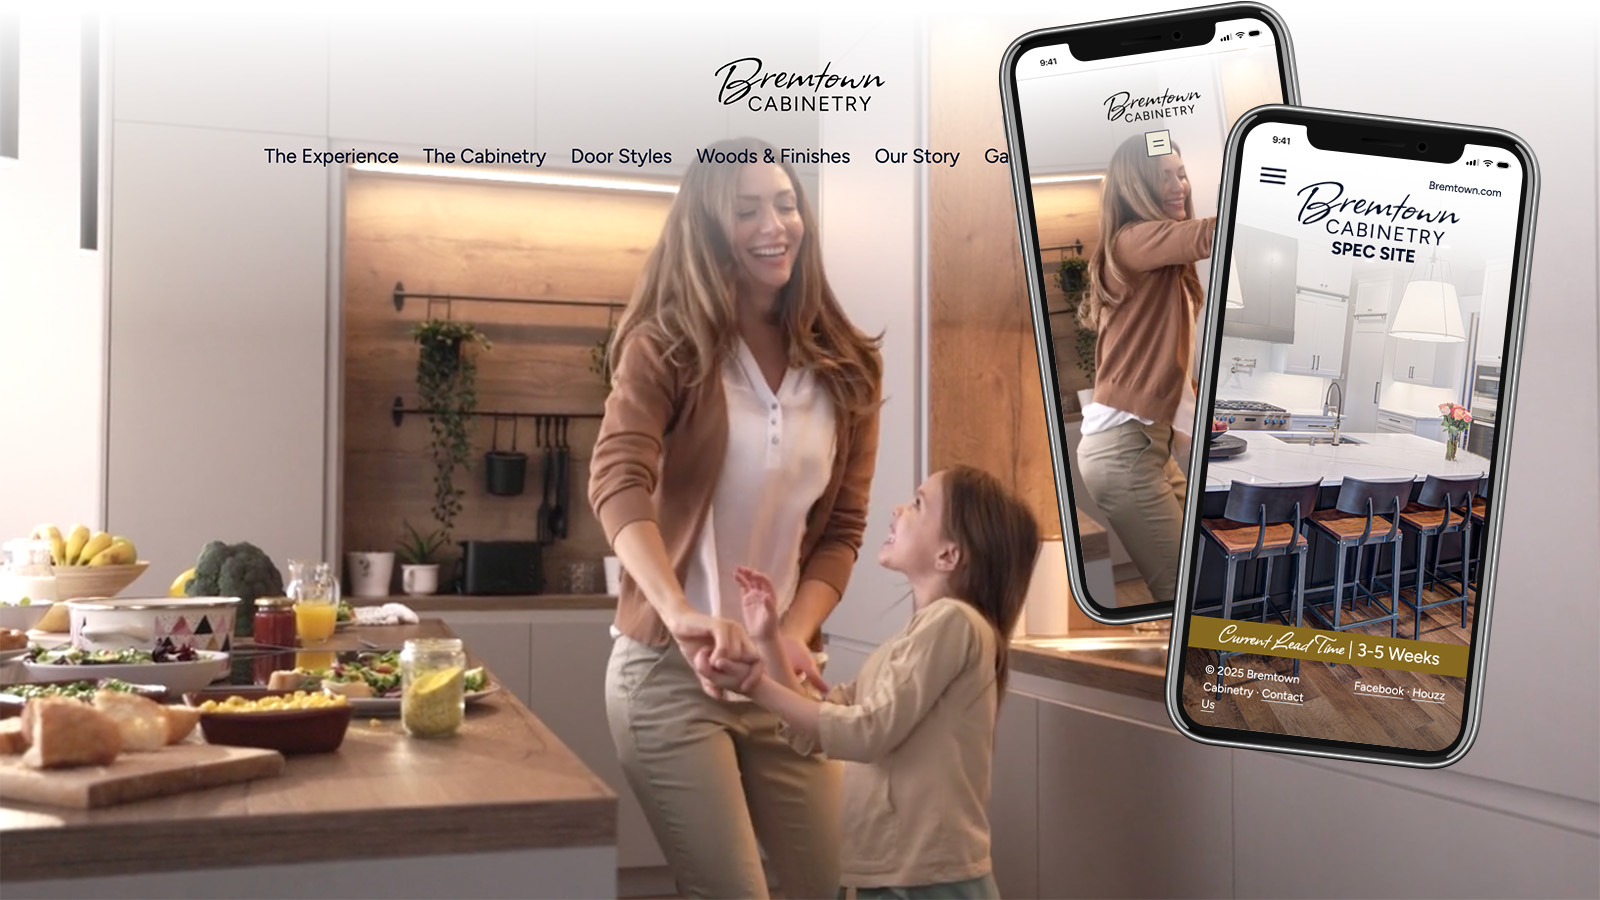 Bremtown
CABINETRY
The Experience The Cabinetry Door Styles Woods & Finishes Our Story Ga
9:41
Bremtown
CABINETRY
9:41
Bremtown.com
Bremtown
CABINETRY
SPEC SITE
Current Lead Time | 3-5 Weeks
© 2025 Bremtown
Cabinetry · Contact
Us
Facebook · Houzz